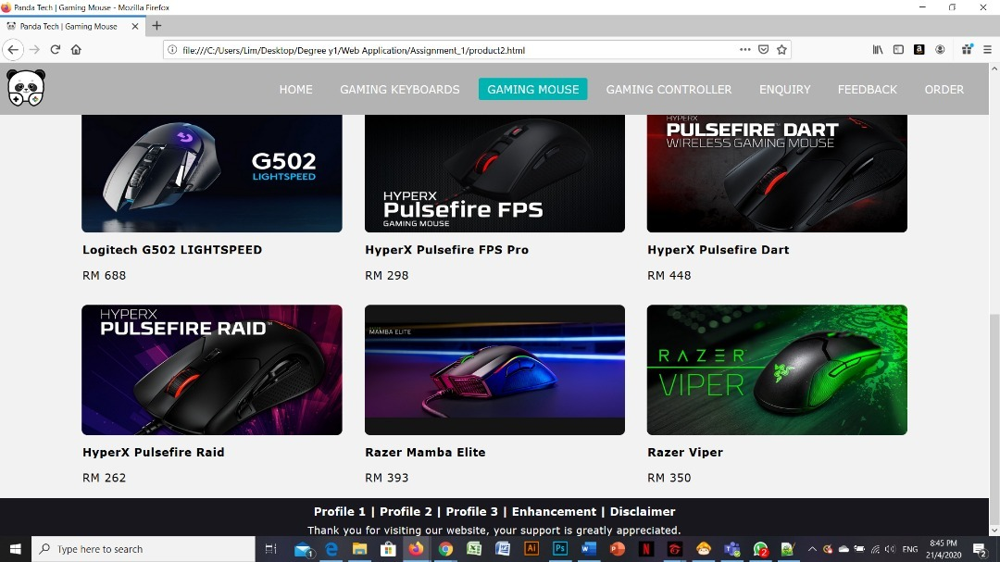 Panda Tech | Gaming Mouse - Mozilla Firefox
Panda Tech | Gaming Mouse
file:///C:/Users/Lim/Desktop/Degree y1/Web Application/Assignment_1/product2.html
HOME GAMING KEYBOARDS GAMING MOUSE GAMING CONTROLLER ENQUIRY FEEDBACK ORDER
G502
LIGHTSPEED
HYPERX
Pulsefire FPS
GAMING MOUSE
HYPERX
PULSEFIRE DART
WIRELESS GAMING MOUSE
Logitech G502 LIGHTSPEED
HyperX Pulsefire FPS Pro
HyperX Pulsefire Dart
RM 688
RM 298
RM 448
HYPERX
PULSEFIRE RAID™
MAMBA ELITE
RAZER
VIPER
HyperX Pulsefire Raid
Razer Mamba Elite
Razer Viper
RM 262
RM 393
RM 350
Profile 1 | Profile 2 | Profile 3 | Enhancement | Disclaimer
Thank you for visiting our website, your support is greatly appreciated.
Type here to search
ENG
8:45 PM
21/4/2020